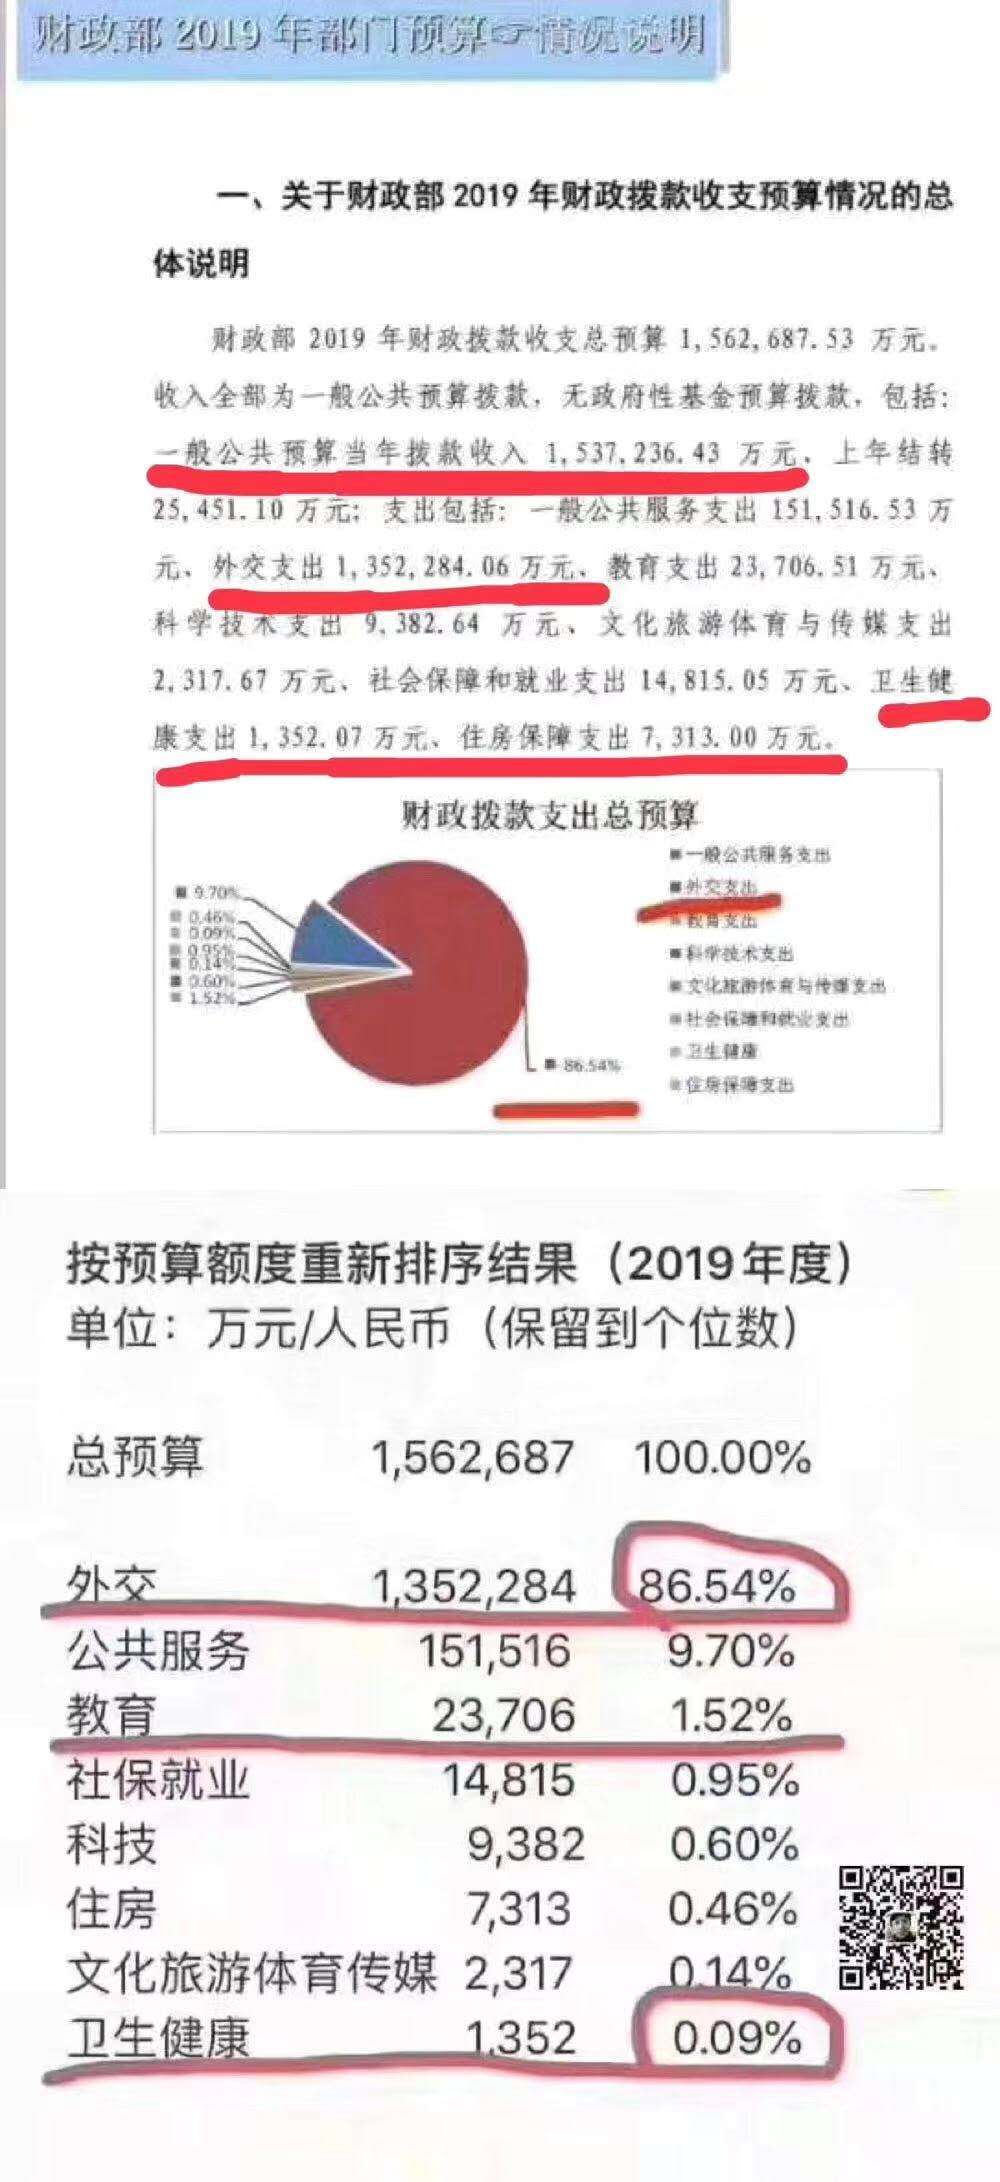 财政部 2019 年部门预算☞情况说明
一、关于财政部 2019 年财政拨款收支预算情况的总
体说明
财政部 2019 年财政拨款收支总预算 1,562,687.53 万元。
收入全部为一般公共预算拨款，无政府性基金预算拨款，包括：
一般公共预算当年拨款收入 1,537,236.43 万元、上年结转
25,451.10 万元；支出包括：一般公共服务支出 151,516.53 万
元、外交支出 1,352,284.06 万元、教育支出 23,706.51 万元、
科学技术支出 9,382.64 万元、文化旅游体育与传媒支出
2,317.67 万元、社会保障和就业支出 14,815.05 万元、卫生健
康支出 1,352.07 万元、住房保障支出 7,313.00 万元。
财政拨款支出总预算
9.70%
0.46%
0.09%
0.95%
0.14%
0.60%
1.52%
86.54%
一般公共服务支出
外交支出
教育支出
科学技术支出
文化旅游体育与传媒支出
社会保障和就业支出
卫生健康
住房保障支出
按预算额度重新排序结果（2019年度）
单位：万元/人民币（保留到个位数）
总预算 1,562,687 100.00%
外交 1,352,284 86.54%
公共服务 151,516 9.70%
教育 23,706 1.52%
社保就业 14,815 0.95%
科技 9,382 0.60%
住房 7,313 0.46%
文化旅游体育传媒 2,317 0.14%
卫生健康 1,352 0.09%